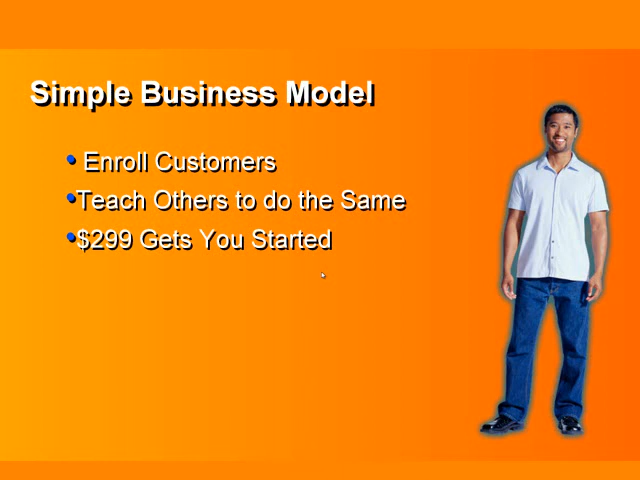 Simple Business Model
• Enroll Customers
•Teach Others to do the Same
•$299 Gets You Started